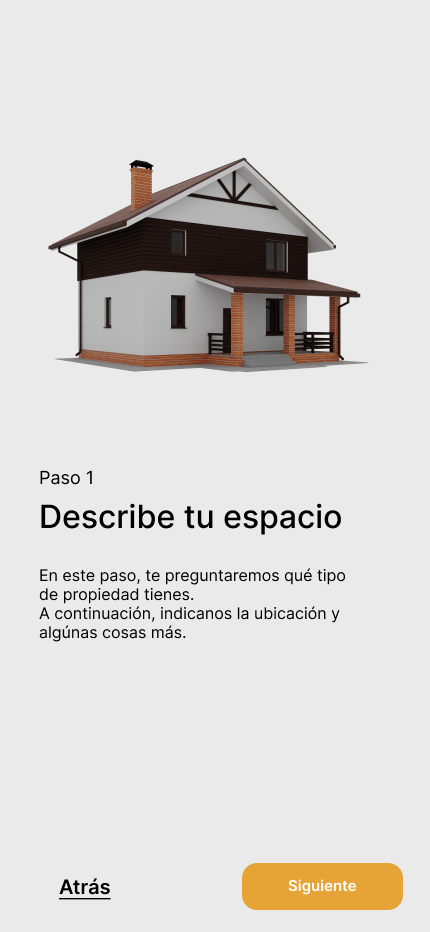 Paso 1
Describe tu espacio
En este paso, te preguntaremos qué tipo
de propiedad tienes.
A continuación, indicanos la ubicación y
algúnas cosas más.
Atrás
Siguiente